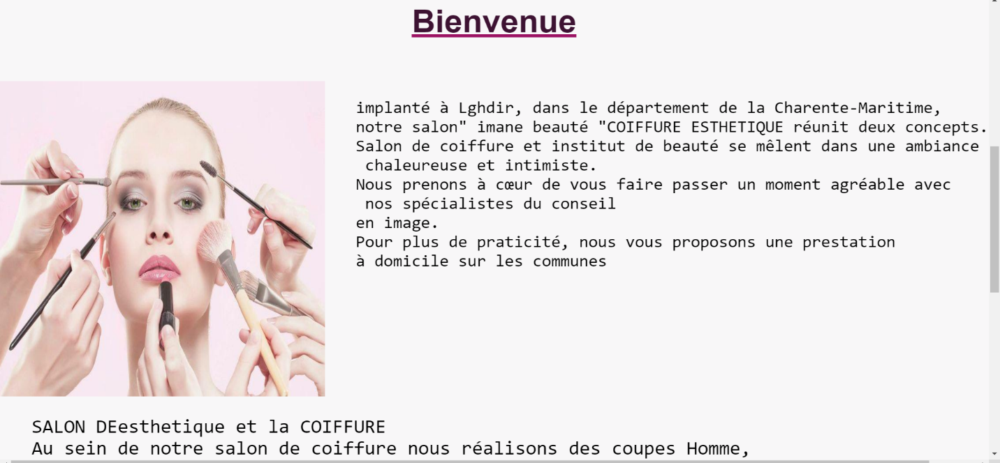 Bienvenue
implanté à Lghdir, dans le département de la Charente-Maritime,
notre salon" imane beauté "COIFFURE ESTHETIQUE réunit deux concepts.
Salon de coiffure et institut de beauté se mêlent dans une ambiance
chaleureuse et intimiste.
Nous prenons à cœur de vous faire passer un moment agréable avec
nos spécialistes du conseil
en image.
Pour plus de praticité, nous vous proposons une prestation
à domicile sur les communes
SALON DEesthetique et la COIFFURE
Au sein de notre salon de coiffure nous réalisons des coupes Homme,